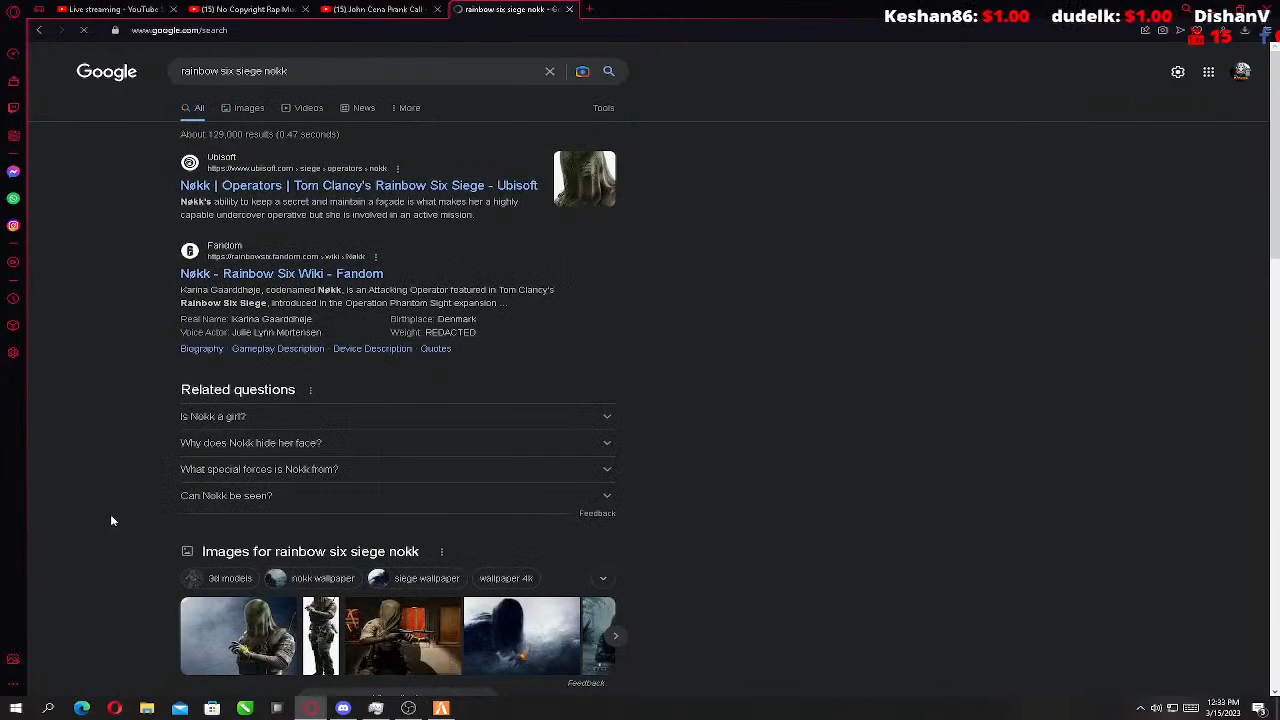 Live streaming - YouTube
(15) No Copyright Rap Mu
(15) John Cena Prank Call
rainbow six siege nokk - G
Keshan86: $1.00 dudelk: $1.00 DishanV
15
www.google.com/search
Google
rainbow six siege nokk
All
Images
Videos
News
More
Tools
About 129,000 results (0.47 seconds)
Ubisoft
https://www.ubisoft.com › siege › operators › nokk
Nøkk | Operators | Tom Clancy's Rainbow Six Siege - Ubisoft
Nøkk's ability to keep a secret and maintain a façade is what makes her a highly
capable undercover operative but she is involved in an active mission.
Fandom
https://rainbowsix.fandom.com › wiki › Nøkk
Nøkk - Rainbow Six Wiki - Fandom
Karina Gaarddhøje, codenamed Nøkk, is an Attacking Operator featured in Tom Clancy's
Rainbow Six Siege, introduced in the Operation Phantom Sight expansion ...
Real Name: Karina Gaarddhøje
Birthplace: Denmark
Voice Actor: Julie Lynn Mortensen
Weight: REDACTED
Biography · Gameplay Description · Device Description · Quotes
Related questions
Is Nokk a girl?
Why does Nokk hide her face?
What special forces is Nokk from?
Can Nokk be seen?
Feedback
Images for rainbow six siege nokk
3d models
nokk wallpaper
siege wallpaper
wallpaper 4k
Feedback
12:33 PM
3/15/2023